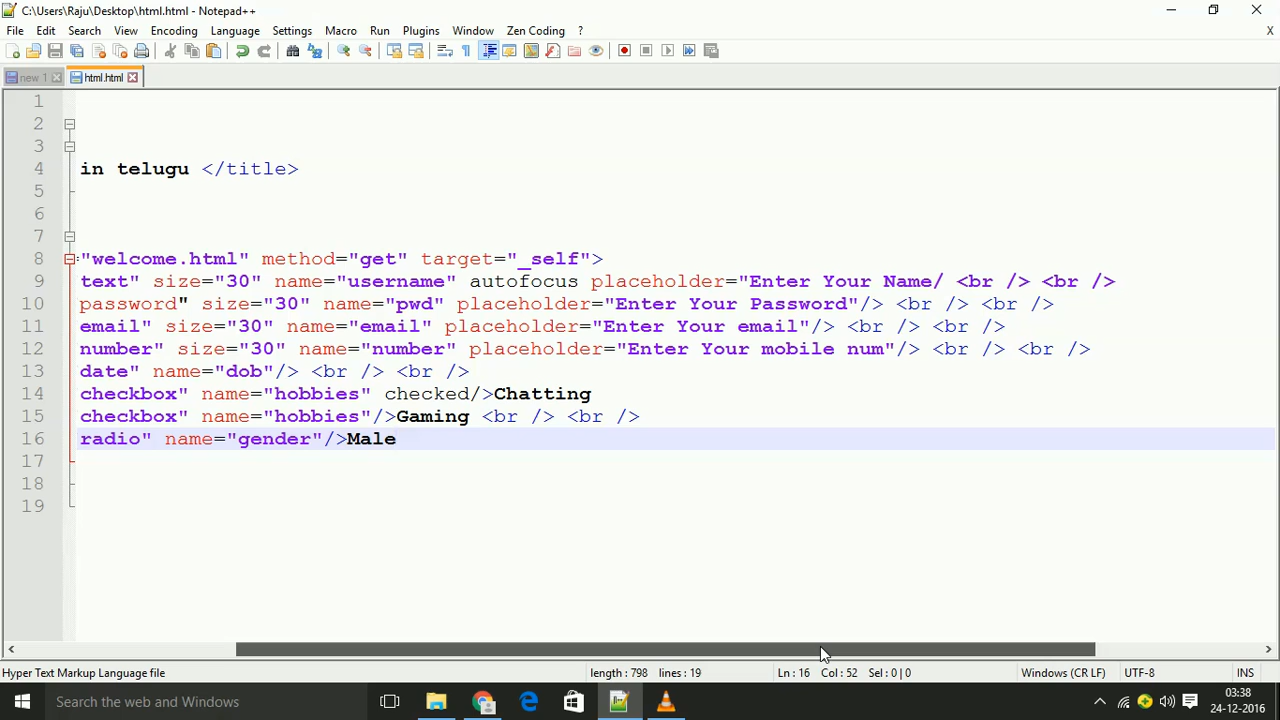 C:\Users\Raju\Desktop\html.html - Notepad++
File Edit Search View Encoding Language Settings Macro Run Plugins Window Zen Coding ? X
new 1 html.html
1
2
3
4 in telugu </title>
5
6
7
8 "welcome.html" method="get" target="_self">
9 text" size="30" name="username" autofocus placeholder="Enter Your Name/ <br /> <br />
10 password" size="30" name="pwd" placeholder="Enter Your Password"/> <br /> <br />
11 email" size="30" name="email" placeholder="Enter Your email"/> <br /> <br />
12 number" size="30" name="number" placeholder="Enter Your mobile num"/> <br /> <br />
13 date" name="dob"/> <br /> <br />
14 checkbox" name="hobbies" checked/>Chatting
15 checkbox" name="hobbies"/>Gaming <br /> <br />
16 radio" name="gender"/>Male
17
18
19
Hyper Text Markup Language file length : 798 lines : 19 Ln : 16 Col : 52 Sel : 0 | 0 Windows (CR LF) UTF-8 INS
Search the web and Windows
03:38
24-12-2016